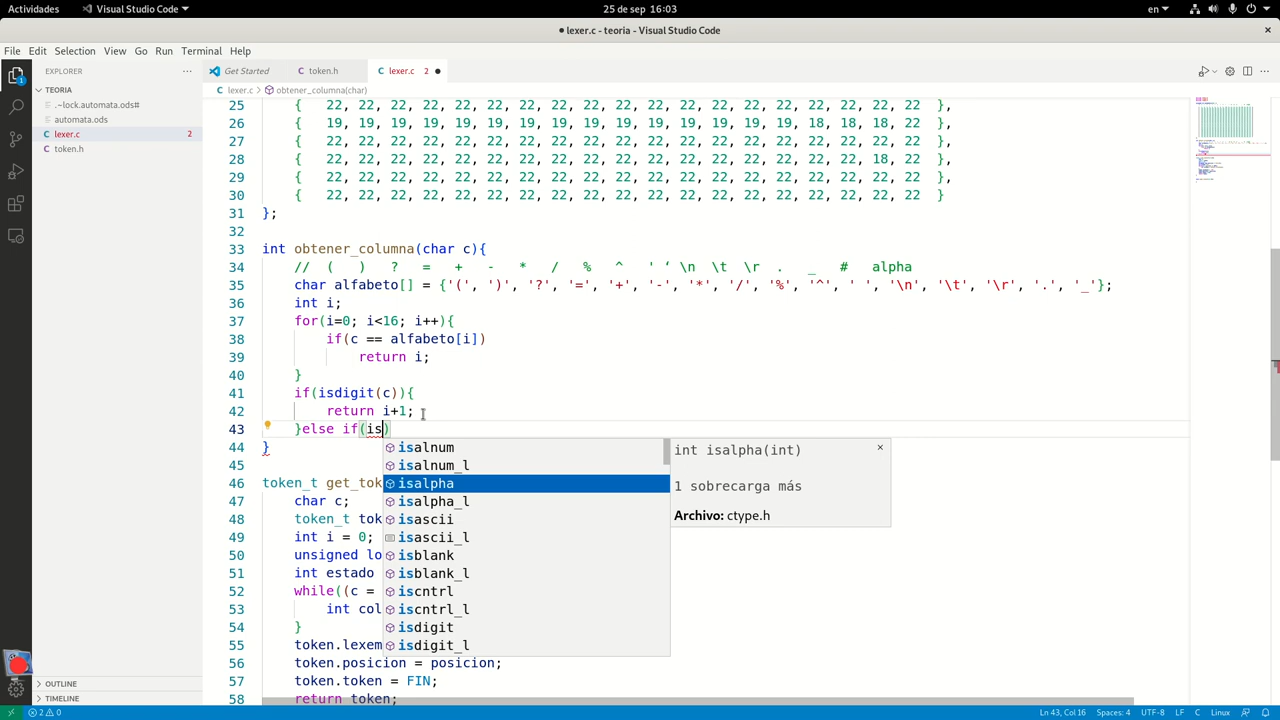 Actividades Visual Studio Code 25 de sep 16:03 en
● lexer.c - teoria - Visual Studio Code ×
File Edit Selection View Go Run Terminal Help
EXPLORER ··· Get Started token.h lexer.c 2 ●
TEORIA lexer.c > obtener_columna(char)
.~lock.automata.ods#
automata.ods
lexer.c 2
token.h
25 { 22, 22, 22, 22, 22, 22, 22, 22, 22, 22, 22, 22, 22, 22, 22, 22, 22, 22, 22 },
26 { 19, 19, 19, 19, 19, 19, 19, 19, 19, 19, 19, 19, 19, 19, 19, 18, 18, 18, 22 },
27 { 22, 22, 22, 22, 22, 22, 22, 22, 22, 22, 22, 22, 22, 22, 22, 22, 22, 22, 22 },
28 { 22, 22, 22, 22, 22, 22, 22, 22, 22, 22, 22, 22, 22, 22, 22, 22, 22, 18, 22 },
29 { 22, 22, 22, 22, 22, 22, 22, 22, 22, 22, 22, 22, 22, 22, 22, 22, 22, 22, 22 },
30 { 22, 22, 22, 22, 22, 22, 22, 22, 22, 22, 22, 22, 22, 22, 22, 22, 22, 22, 22 }
31 };
32
33 int obtener_columna(char c){
34 // ( ) ? = + - * / % ^ ' ‘ \n \t \r . _ # alpha
35 char alfabeto[] = {'(', ')', '?', '=', '+', '-', '*', '/', '%', '^', ' ', '\n', '\t', '\r', '.', '_'};
36 int i;
37 for(i=0; i<16; i++){
38 if(c == alfabeto[i])
39 return i;
40 }
41 if(isdigit(c)){
42 return i+1;
43 }else if(is)
44 }
45
46 token_t get_tok
47 char c;
48 token_t tok
49 int i = 0;
50 unsigned lo
51 int estado
52 while((c =
53 int col
54 }
55 token.lexem
56 token.posicion = posicion;
57 token.token = FIN;
58 return token;
isalnum
isalnum_l
isalpha
isalpha_l
isascii
isascii_l
isblank
isblank_l
iscntrl
iscntrl_l
isdigit
isdigit_l
int isalpha(int) ×
1 sobrecarga más
Archivo: ctype.h
OUTLINE
TIMELINE
2 0 Ln 43, Col 16 Spaces: 4 UTF-8 LF C Linux